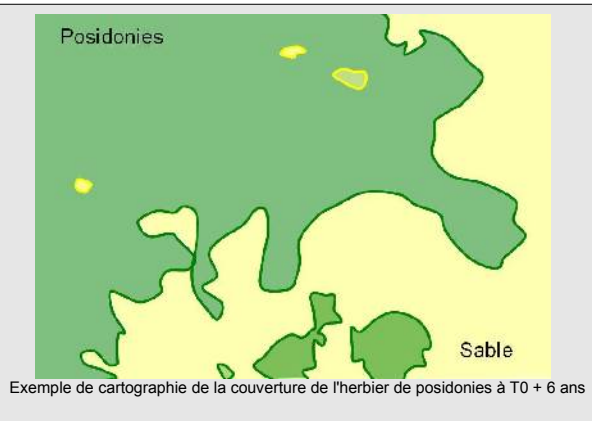 Posidonies
Sable
Exemple de cartographie de la couverture de l'herbier de posidonies à T0 + 6 ans